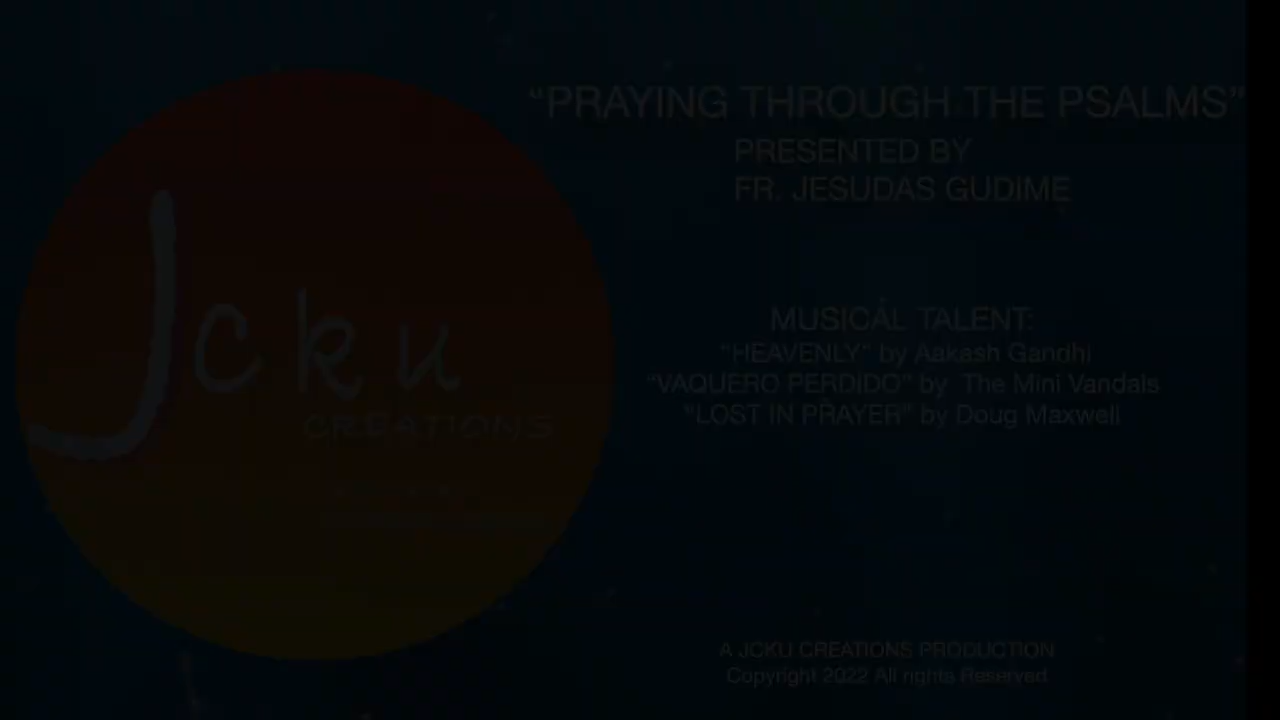 “PRAYING THROUGH THE PSALMS”
PRESENTED BY
FR. JESUDAS GUDIME
Jcku
CREATIONS
MUSICAL TALENT:
“HEAVENLY” by Aakash Gandhi
“VAQUERO PERDIDO” by The Mini Vandals
“LOST IN PRAYER” by Doug Maxwell
A JCKU CREATIONS PRODUCTION
Copyright 2022 All rights Reserved